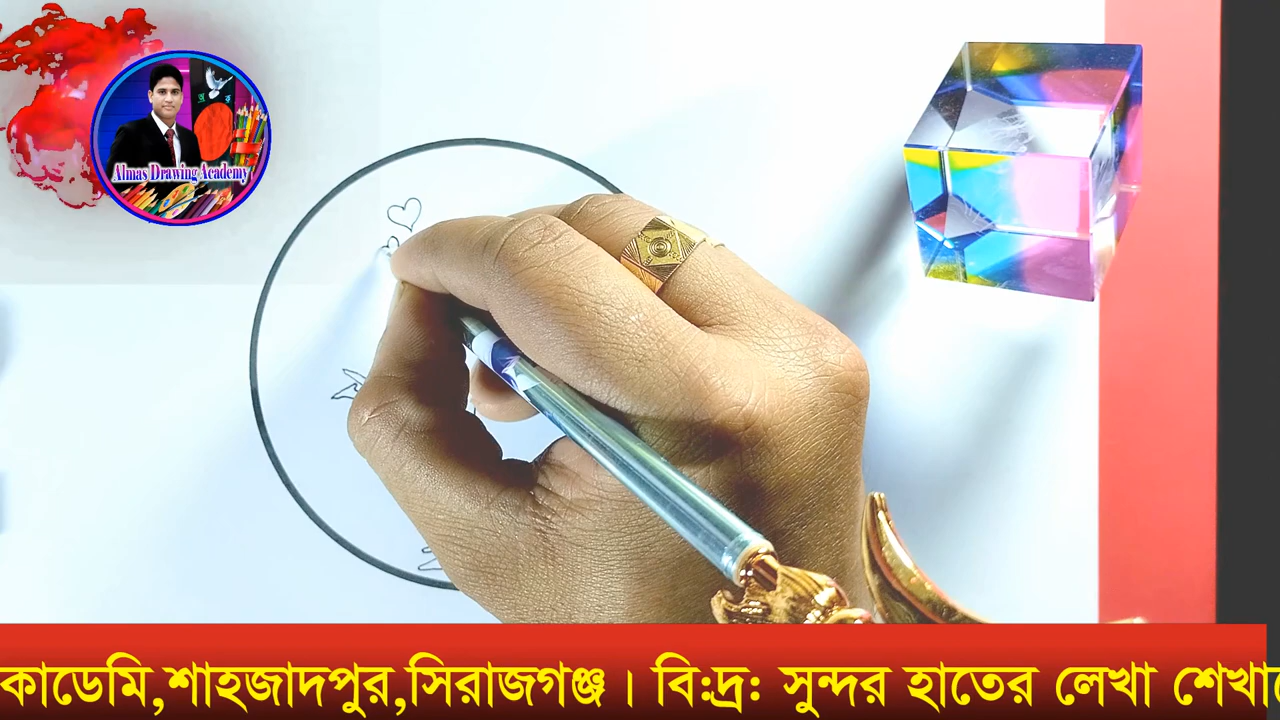 Almas Drawing Academy
কাডেমি,শাহজাদপুর,সিরাজগঞ্জ । বি:দ্র: সুন্দর হাতের লেখা শেখা